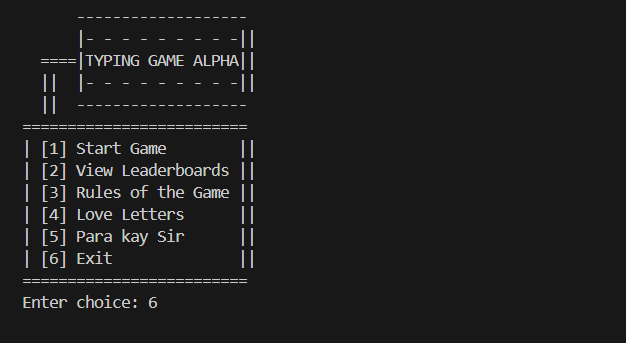 -------------------
|- - - - - - - - -||
====|TYPING GAME ALPHA||
|| |- - - - - - - - -||
|| -------------------
=========================
| [1] Start Game ||
| [2] View Leaderboards ||
| [3] Rules of the Game ||
| [4] Love Letters ||
| [5] Para kay Sir ||
| [6] Exit ||
=========================
Enter choice: 6